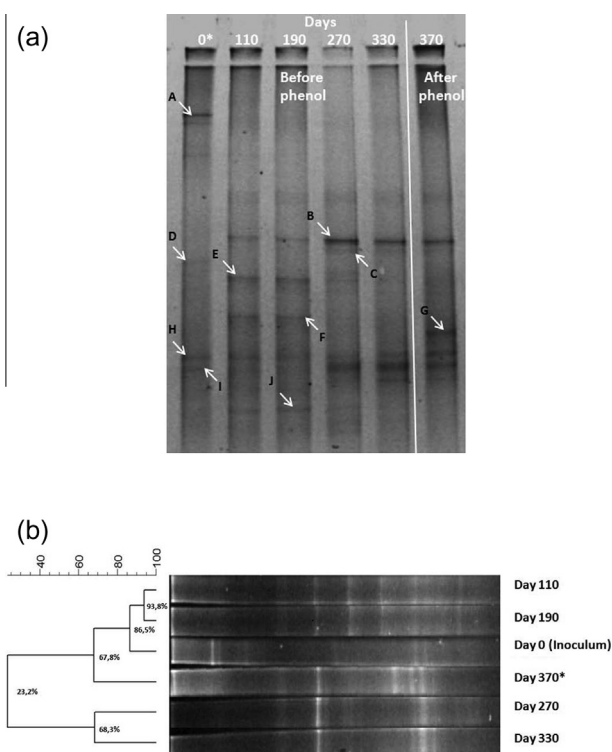 (a)
Days
0* 110 190 270 330 370
Before
phenol
After
phenol
A
B
D
E
C
G
F
H
I
J
(b)
40 60 80 100
93,8%
86,5%
67,8%
23,2%
68,3%
Day 110
Day 190
Day 0 (Inoculum)
Day 370*
Day 270
Day 330